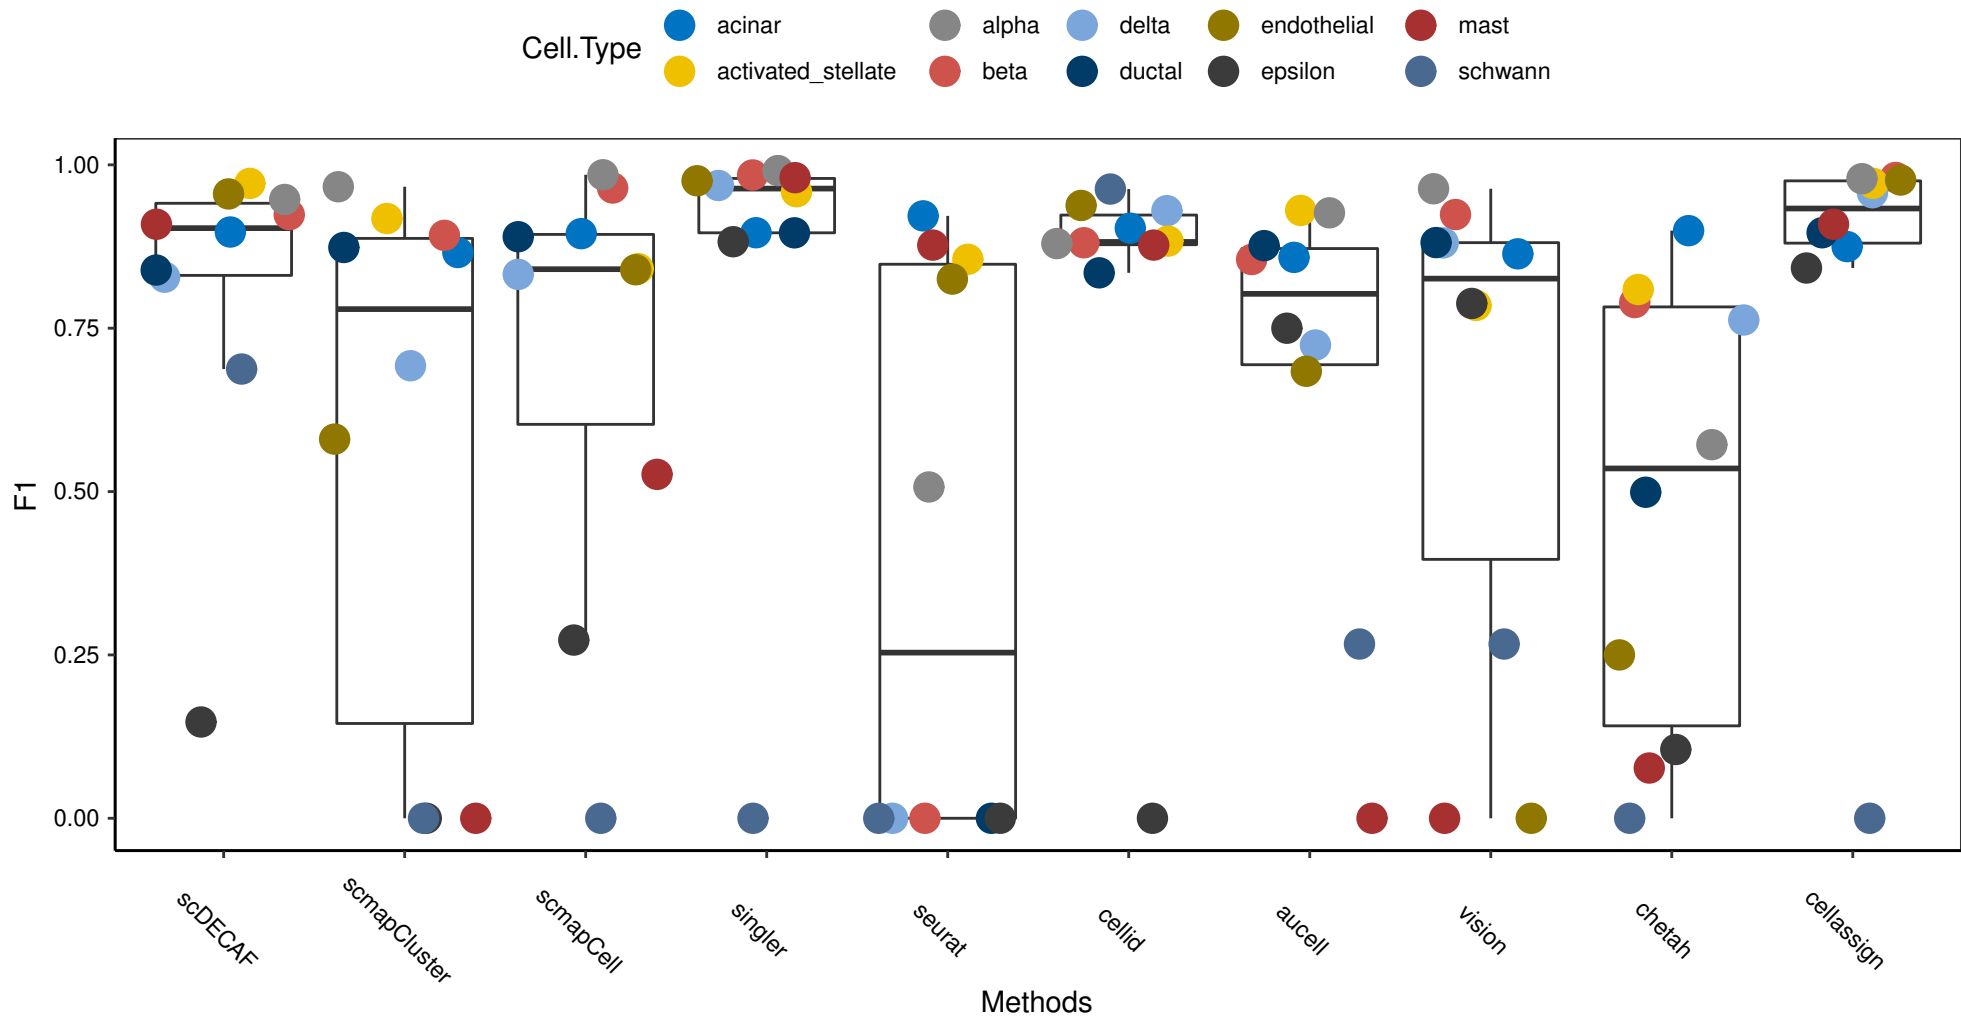 Cell.Type
acinar
alpha
delta
endothelial
mast
activated_stellate
beta
ductal
epsilon
schwann
1.00
0.75
0.50
0.25
0.00
F1
scDECAF
scmapCluster
scmapCell
singler
seurat
cellid
aucell
vision
chetah
cellassign
Methods